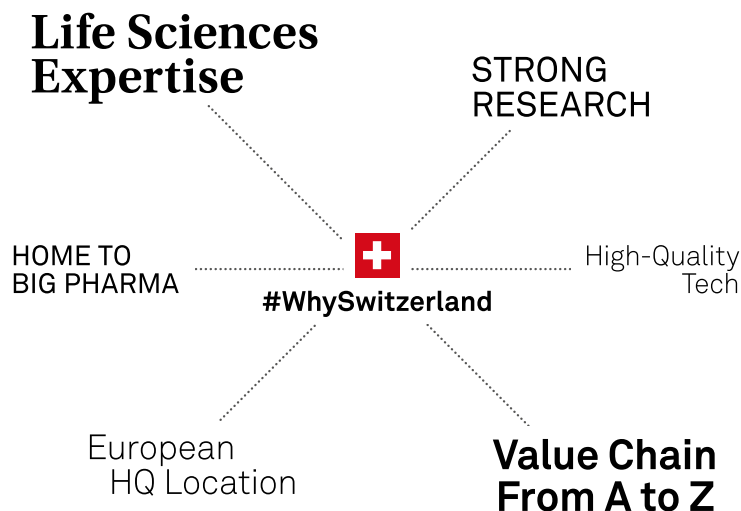 Life Sciences
Expertise
STRONG
RESEARCH
HOME TO
BIG PHARMA
High-Quality
Tech
#WhySwitzerland
European
HQ Location
Value Chain
From A to Z